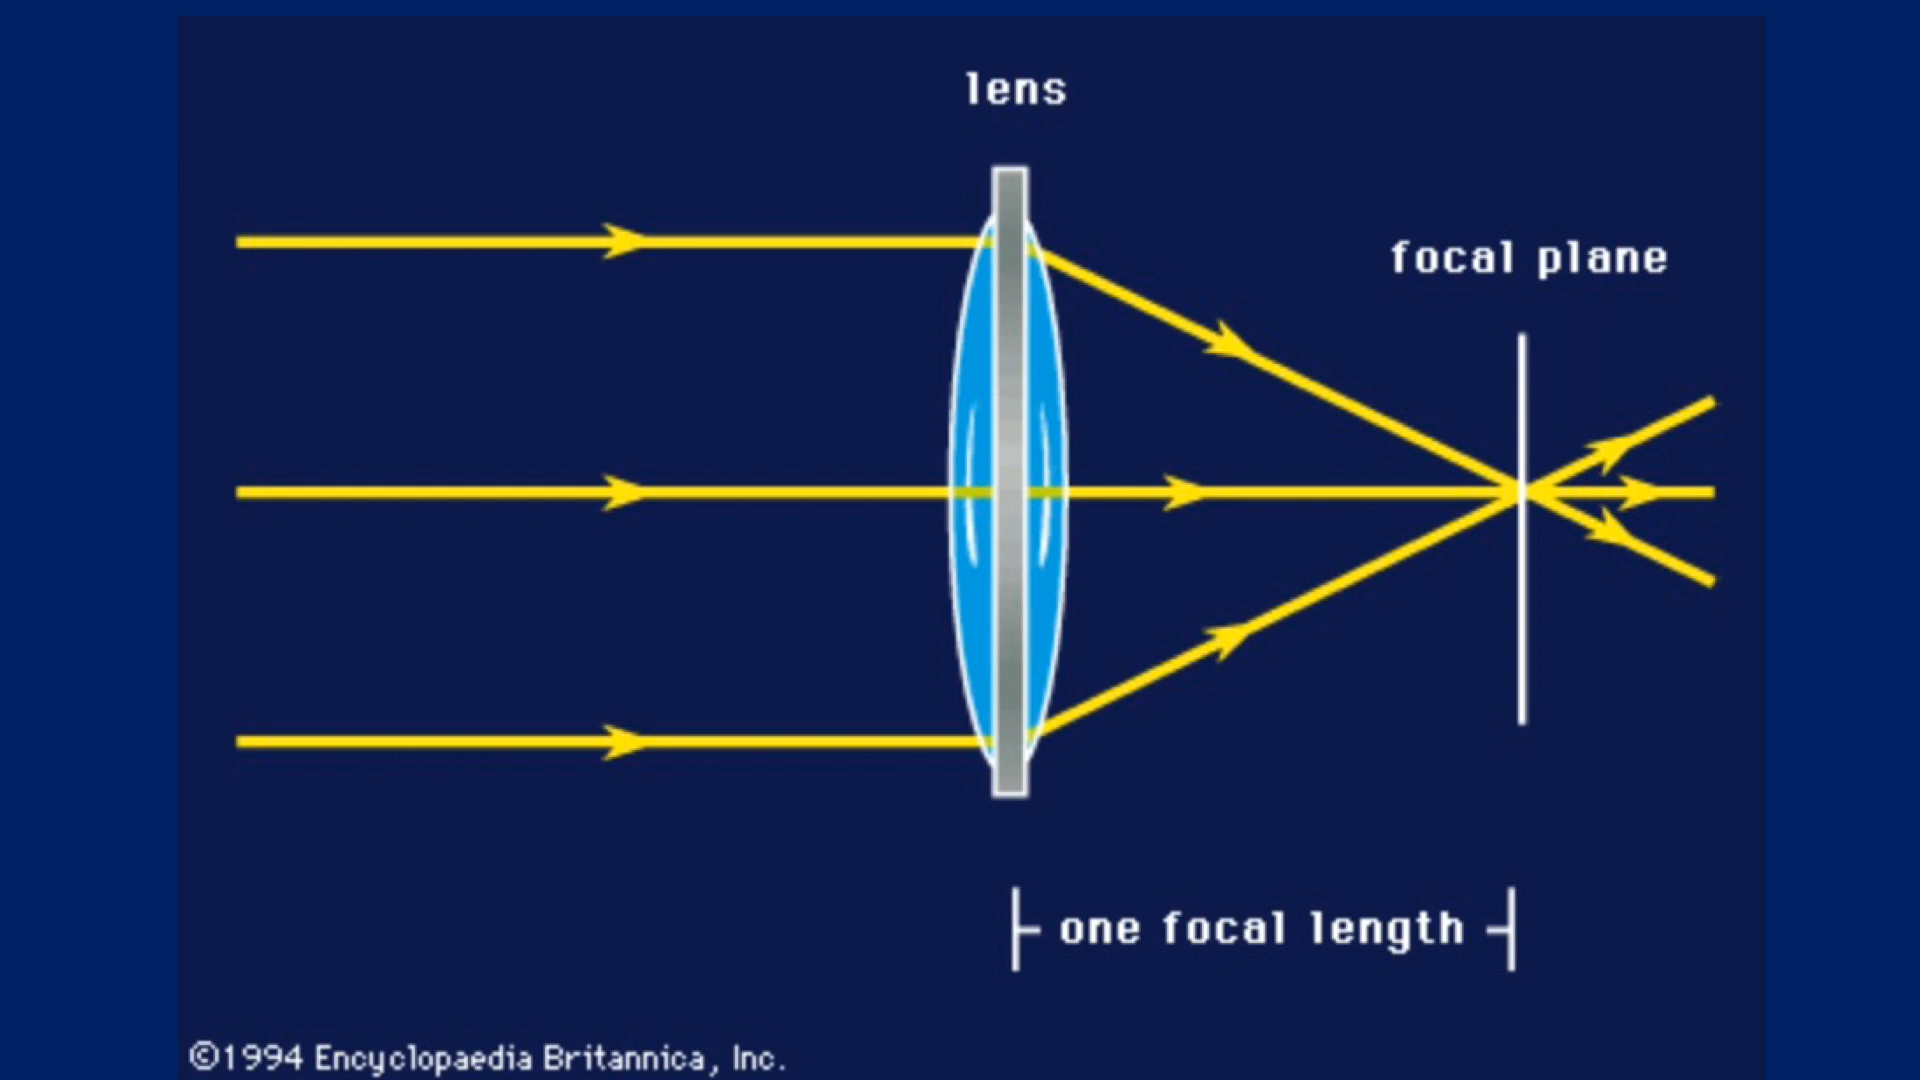 lens
focal plane
one focal length
©1994 Encyclopaedia Britannica, Inc.